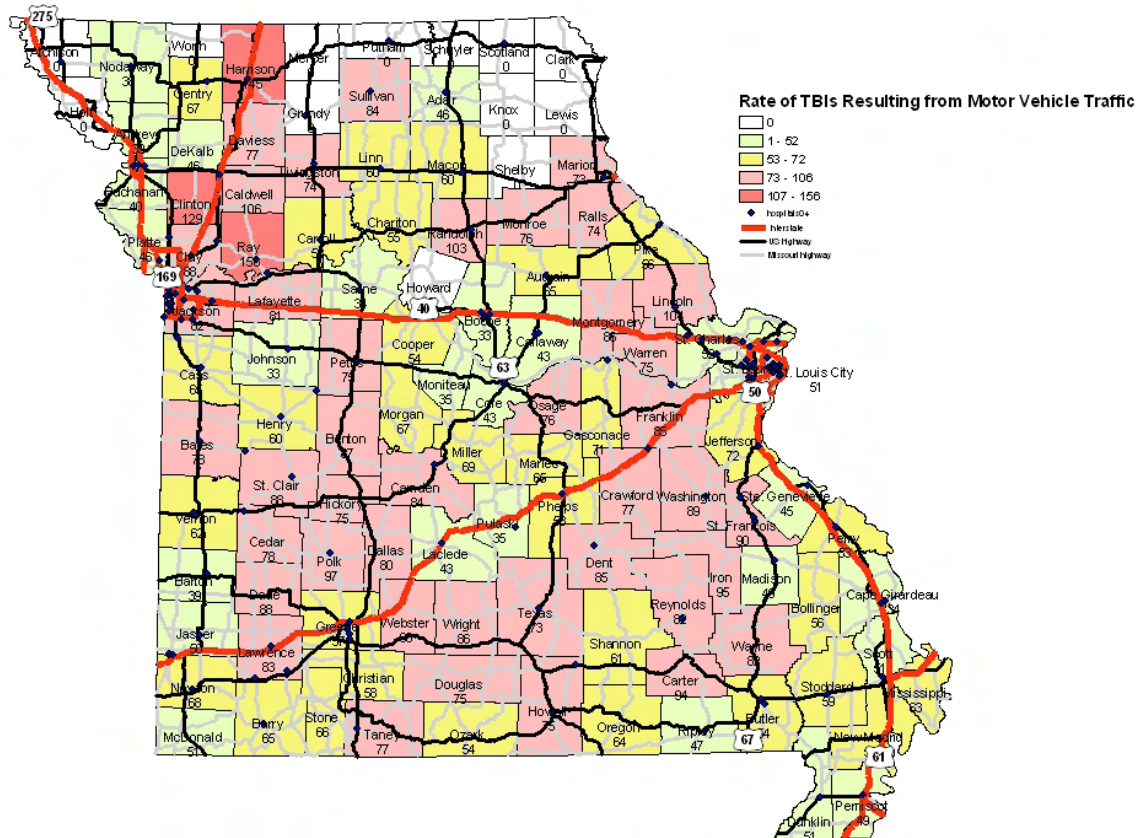 275
Worth
0
Nodaway
Harrison
Putnam
0
Schuyler
0
Scotland
0
Clark
0
Gentry
67
Sullivan
84
Adair
46
Knox
0
Lewis
0
Grundy
DeKalb
46
Daviess
77
Livingston
74
Linn
60
Macon
60
Shelby
Marion
73
Buchanan
40
Clinton
129
Caldwell
106
Chariton
55
Randolph
103
Monroe
76
Ralls
74
Platte
46
Ray
Carroll
Pike
Audrain
169
Howard
40
Saline
Lafayette
81
Boone
33
Callaway
43
Montgomery
Lincoln
Jackson
Johnson
33
Cooper
54
Warren
75
St. Charles
St. Louis City
51
63
50
Cass
Moniteau
35
Cole
43
Osage
76
Franklin
85
Henry
60
Morgan
67
Gasconade
71
Jefferson
72
Bates
Benton
Miller
69
Maries
St. Clair
88
Camden
84
Crawford
77
Washington
89
Ste. Genevieve
45
Hickory
75
Phelps
Vernon
62
Pulaski
35
St. Francois
90
Perry
53
Cedar
78
Polk
97
Dallas
80
Laclede
43
Dent
85
Iron
95
Madison
Barton
39
Dade
88
Reynolds
Bollinger
56
Cape Girardeau
Jasper
Greene
Webster
Wright
86
Texas
73
Lawrence
83
Shannon
61
Wayne
Scott
Newton
68
Christian
58
Douglas
75
Carter
94
Stoddard
59
Mississippi
63
McDonald
51
Barry
65
Stone
66
Taney
77
Ozark
54
Howell
Oregon
64
Ripley
47
67
Butler
New Madrid
61
Pemiscot
49
Dunklin
51
Rate of TBIs Resulting from Motor Vehicle Traffic
0
1 - 52
53 - 72
73 - 106
107 - 156
hospitals04
Interstate
US Highway
Missouri highway